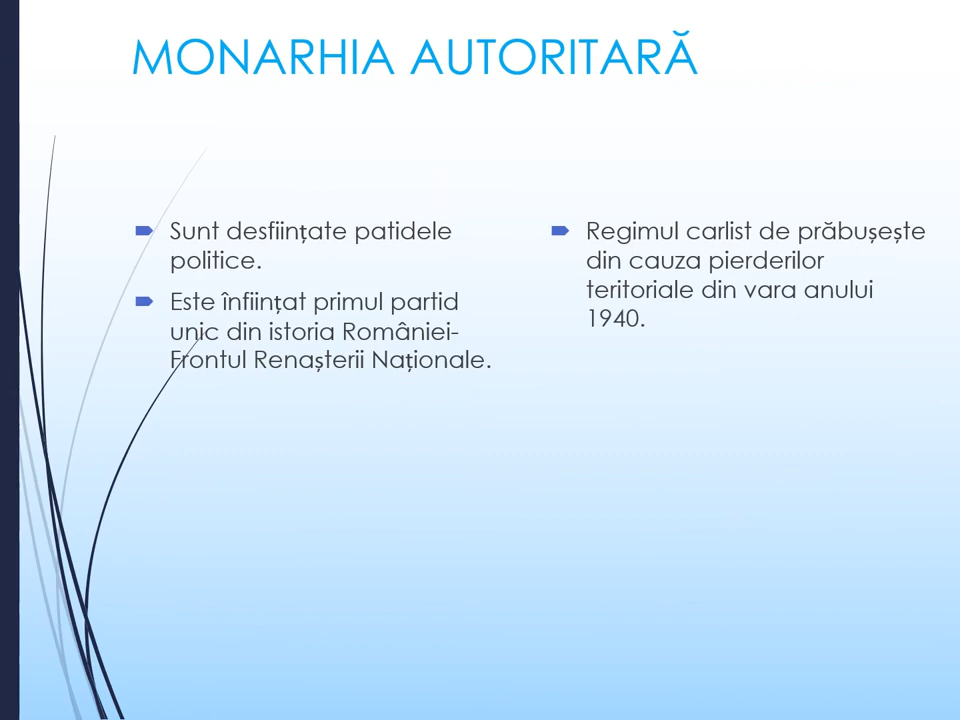 MONARHIA AUTORITARĂ
Sunt desființate patidele
politice.
Este înființat primul partid
unic din istoria României-
Frontul Renașterii Naționale.
Regimul carlist de prăbușește
din cauza pierderilor
teritoriale din vara anului
1940.